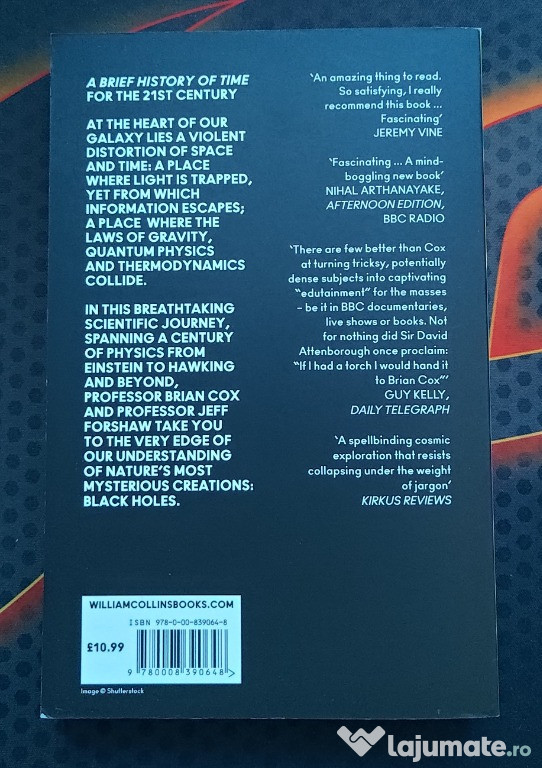 A BRIEF HISTORY OF TIME
FOR THE 21ST CENTURY
AT THE HEART OF OUR
GALAXY LIES A VIOLENT
DISTORTION OF SPACE
AND TIME: A PLACE
WHERE LIGHT IS TRAPPED,
YET FROM WHICH
INFORMATION ESCAPES;
A PLACE WHERE THE
LAWS OF GRAVITY,
QUANTUM PHYSICS
AND THERMODYNAMICS
COLLIDE.
IN THIS BREATHTAKING
SCIENTIFIC JOURNEY,
SPANNING A CENTURY
OF PHYSICS FROM
EINSTEIN TO HAWKING
AND BEYOND,
PROFESSOR BRIAN COX
AND PROFESSOR JEFF
FORSHAW TAKE YOU
TO THE VERY EDGE OF
OUR UNDERSTANDING
OF NATURE'S MOST
MYSTERIOUS CREATIONS:
BLACK HOLES.
‘An amazing thing to read.
So satisfying, I really
recommend this book ...
Fascinating’
JEREMY VINE
‘Fascinating ... A mind-
boggling new book’
NIHAL ARTHANAYAKE,
AFTERNOON EDITION,
BBC RADIO
‘There are few better than Cox
at turning tricksy, potentially
dense subjects into captivating
“edutainment” for the masses
– be it in BBC documentaries,
live shows or books. Not
for nothing did Sir David
Attenborough once proclaim:
“If I had a torch I would hand it
to Brian Cox”’
GUY KELLY,
DAILY TELEGRAPH
‘A spellbinding cosmic
exploration that resists
collapsing under the weight
of jargon’
KIRKUS REVIEWS
WILLIAMCOLLINSBOOKS.COM
ISBN 978-0-00-839064-8
£10.99
9 780008 390648 >
Image © Shutterstock
lajumate.ro